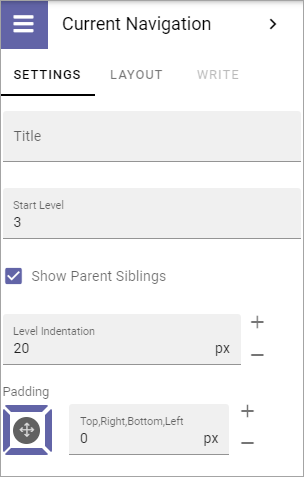 Current Navigation
SETTINGS LAYOUT WRITE
Title
Start Level
3
Show Parent Siblings
Level Indentation
20 px
Padding
Top,Right,Bottom,Left
0 px